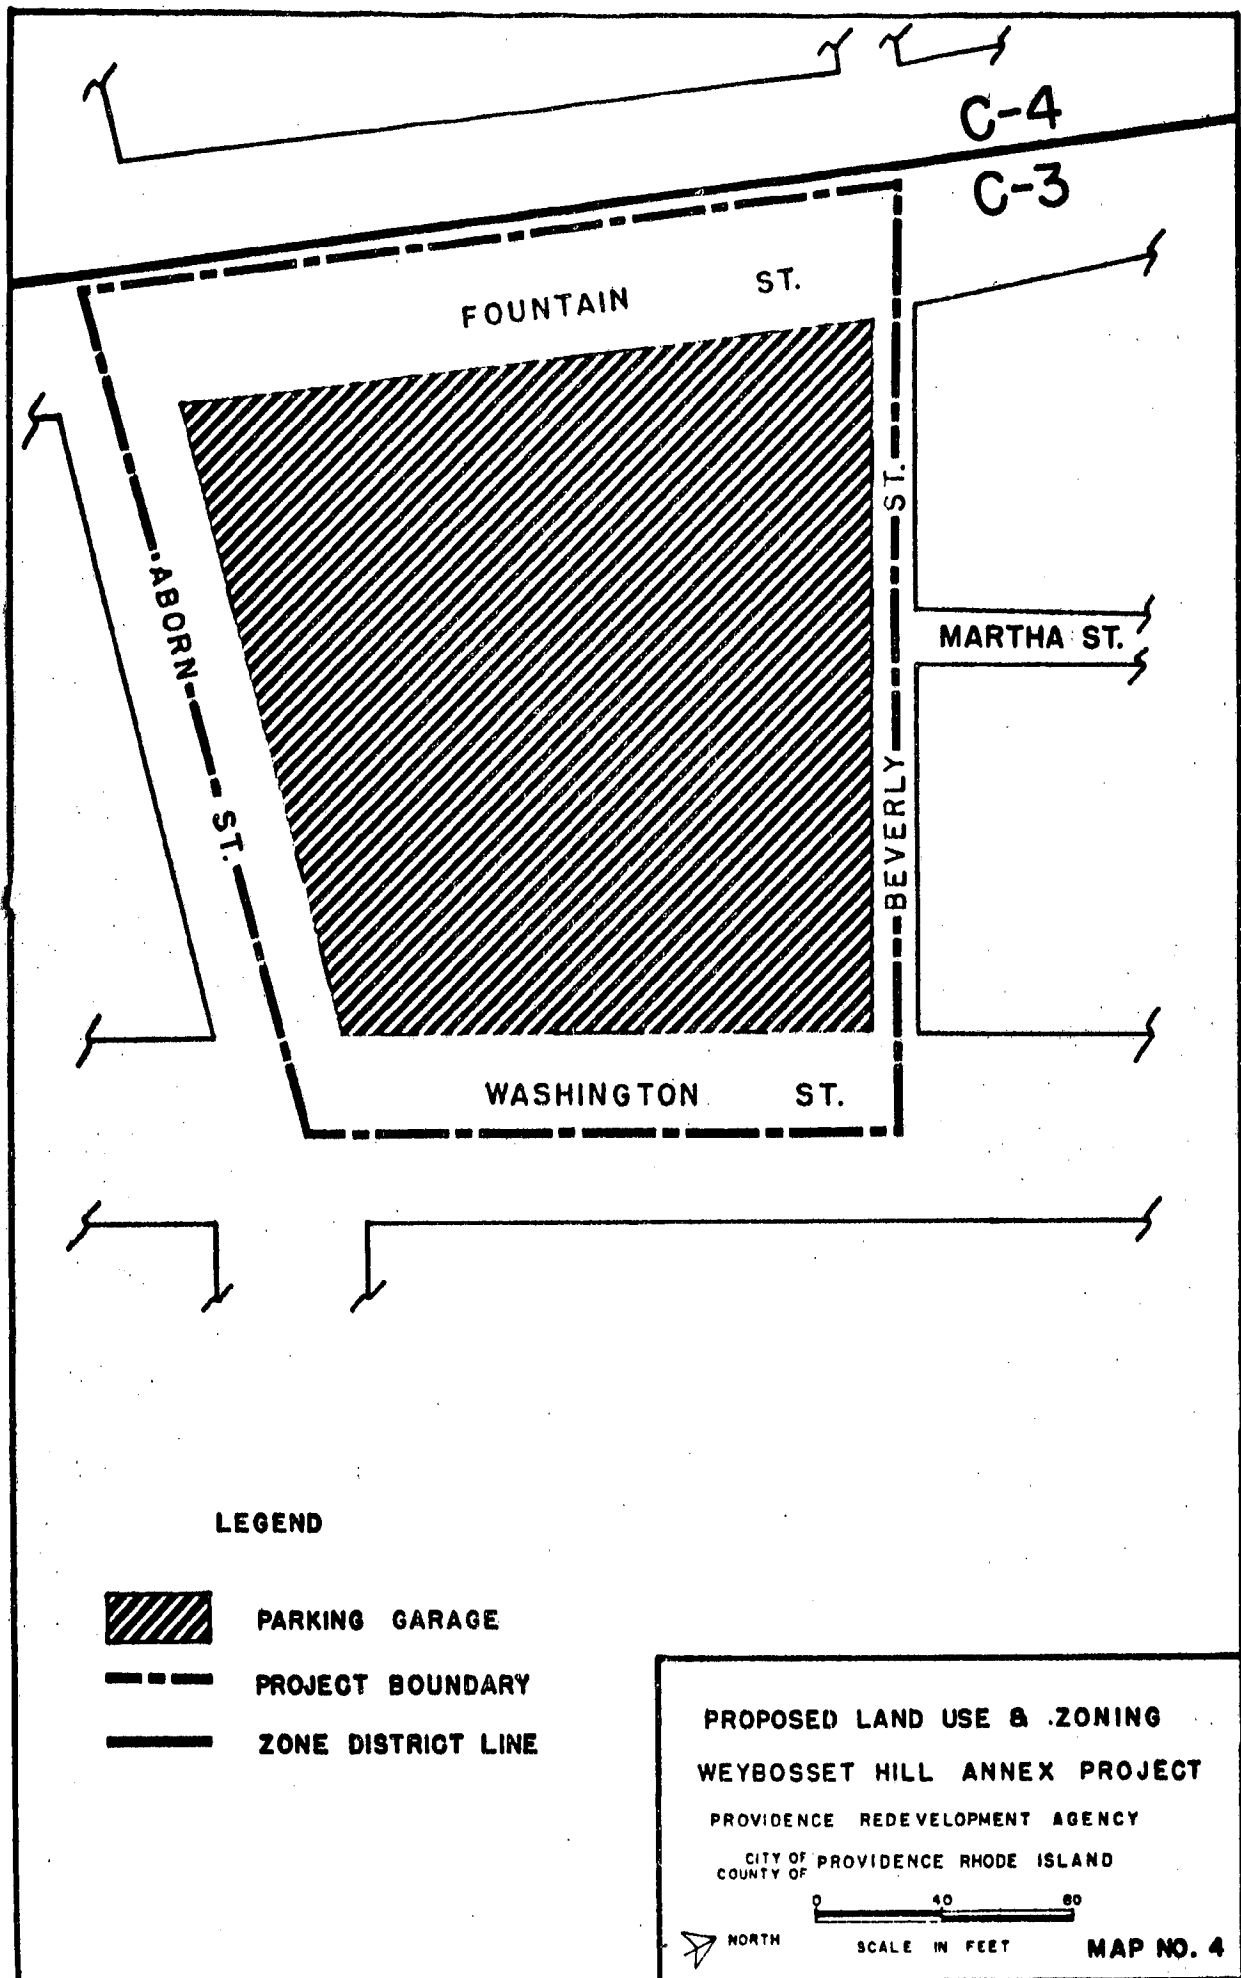 C-4
C-3
FOUNTAIN ST.
ABORN ST.
BEVERLY ST.
MARTHA ST.
WASHINGTON ST.
LEGEND
PARKING GARAGE
PROJECT BOUNDARY
ZONE DISTRICT LINE
PROPOSED LAND USE & ZONING
WEYBOSSET HILL ANNEX PROJECT
PROVIDENCE REDEVELOPMENT AGENCY
CITY OF
COUNTY OF PROVIDENCE RHODE ISLAND
0 40 80
NORTH
SCALE IN FEET
MAP NO. 4